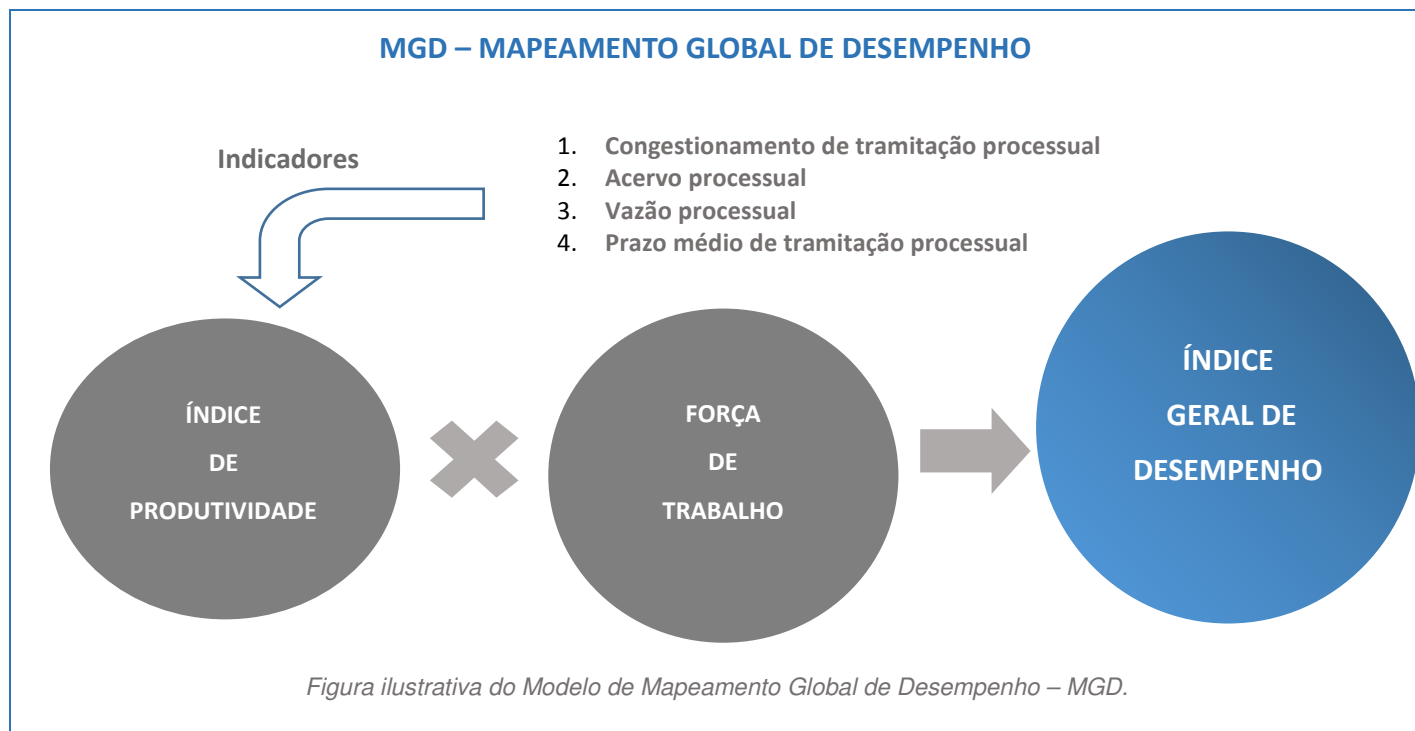 MGD – MAPEAMENTO GLOBAL DE DESEMPENHO
Indicadores
1. Congestionamento de tramitação processual
2. Acervo processual
3. Vazão processual
4. Prazo médio de tramitação processual
ÍNDICE
DE
PRODUTIVIDADE
FORÇA
DE
TRABALHO
ÍNDICE
GERAL DE
DESEMPENHO
Figura ilustrativa do Modelo de Mapeamento Global de Desempenho – MGD.